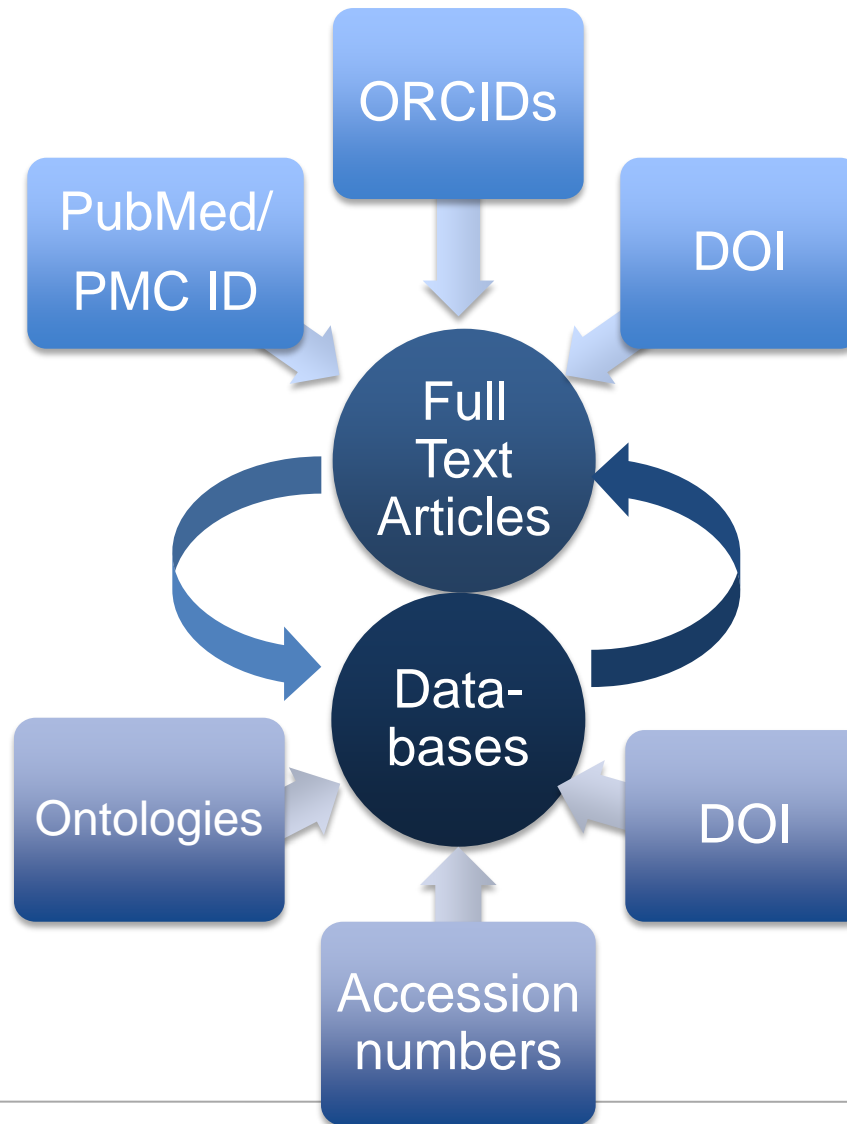 ORCIDs
PubMed/
PMC ID
DOI
Full
Text
Articles
Data-
bases
Ontologies
DOI
Accession
numbers